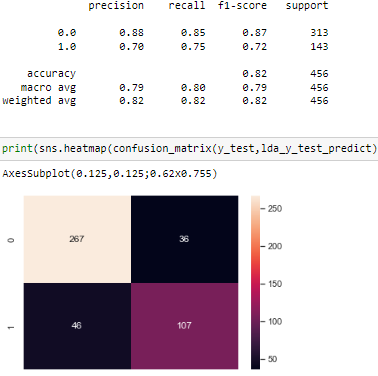 precision recall f1-score support
0.0 0.88 0.85 0.87 313
1.0 0.70 0.75 0.72 143
accuracy 0.82 456
macro avg 0.79 0.80 0.79 456
weighted avg 0.82 0.82 0.82 456
print(sns.heatmap(confusion_matrix(y_test,lda_y_test_predict)
AxesSubplot(0.125,0.125;0.62x0.755)
0 267 36
1 46 107
250
200
150
100
50